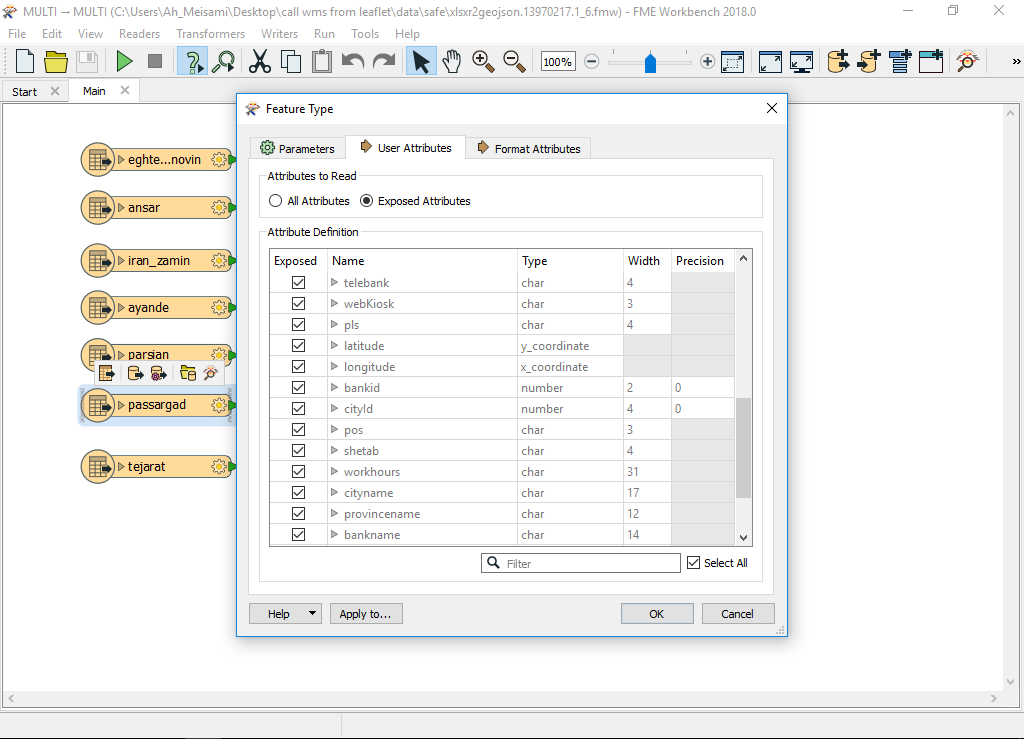 MULTI → MULTI (C:\Users\Ah_Meisami\Desktop\call wms from leaflet\data\safe\xlsxr2geojson.13970217.1_6.fmw) - FME Workbench 2018.0
File Edit View Readers Transformers Writers Run Tools Help
100%
Start Main
eghte...novin
ansar
iran_zamin
ayande
parsian
passargad
tejarat
Feature Type
Parameters User Attributes Format Attributes
Attributes to Read
All Attributes Exposed Attributes
Attribute Definition
Exposed Name Type Width Precision
telebank char 4
webKiosk char 3
pls char 4
latitude y_coordinate
longitude x_coordinate
bankid number 2 0
cityId number 4 0
pos char 3
shetab char 4
workhours char 31
cityname char 17
provincename char 12
bankname char 14
Filter Select All
Help Apply to... OK Cancel